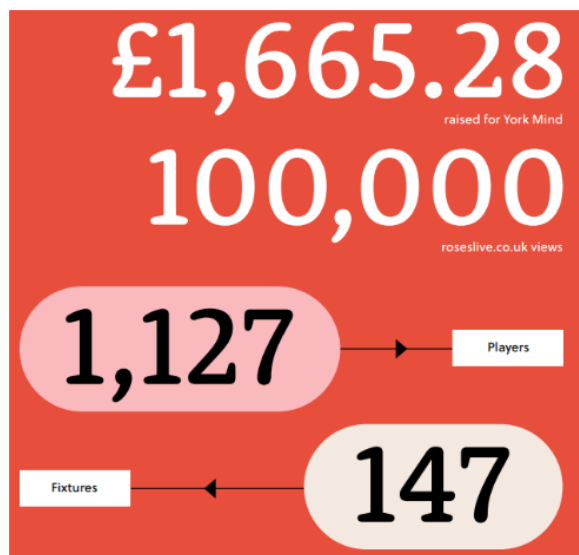 £1,665.28
raised for York Mind
100,000
roseslive.co.uk views
1,127
Players
Fixtures
147